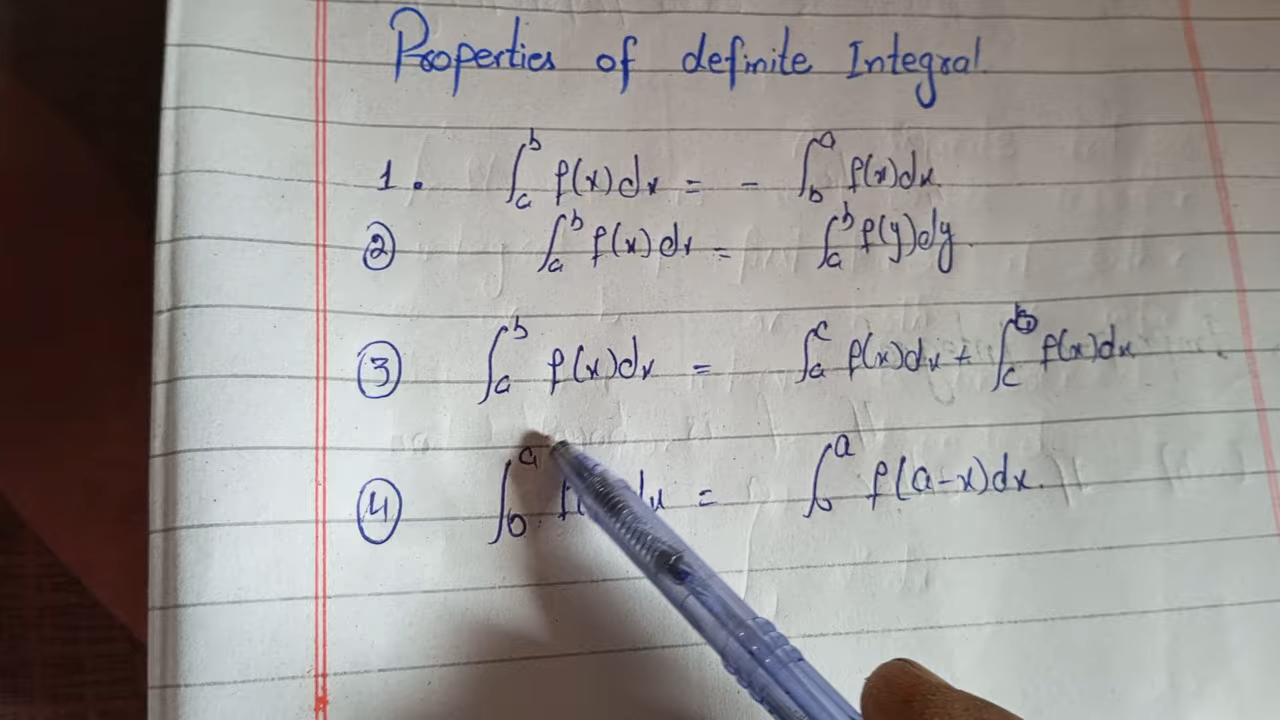 Properties of definite Integral.
1. ∫_a^b f(x)dx = - ∫_b^a f(x)dx.
② ∫_a^b f(x)dx = ∫_a^b f(y)dy.
③ ∫_a^b f(x)dx = ∫_a^c f(x)dx + ∫_c^b f(x)dx
④ ∫_0^a f( dx = ∫_0^a f(a-x)dx.